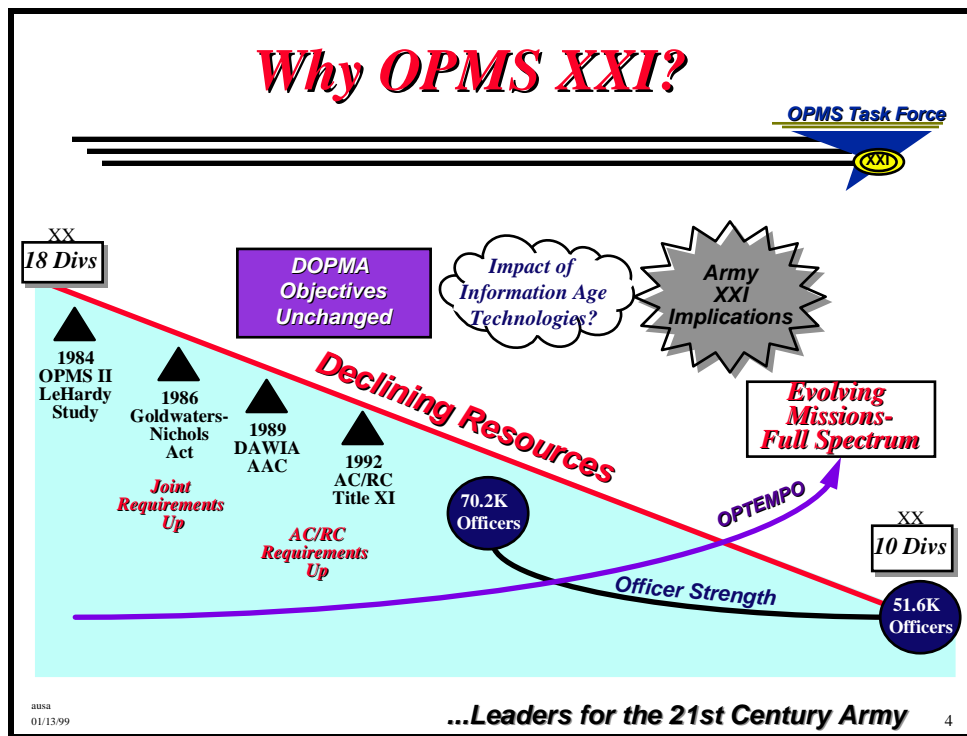 Why OPMS XXI?
OPMS Task Force
XXI
XX
18 Divs
DOPMA
Objectives
Unchanged
Impact of
Information Age
Technologies?
Army
XXI
Implications
1984
OPMS II
LeHardy
Study
1986
Goldwaters-
Nichols
Act
1989
DAWIA
AAC
1992
AC/RC
Title XI
Joint
Requirements
Up
AC/RC
Requirements
Up
Declining Resources
70.2K
Officers
Evolving
Missions-
Full Spectrum
OPTEMPO
XX
10 Divs
Officer Strength
51.6K
Officers
ausa
01/13/99
...Leaders for the 21st Century Army
4